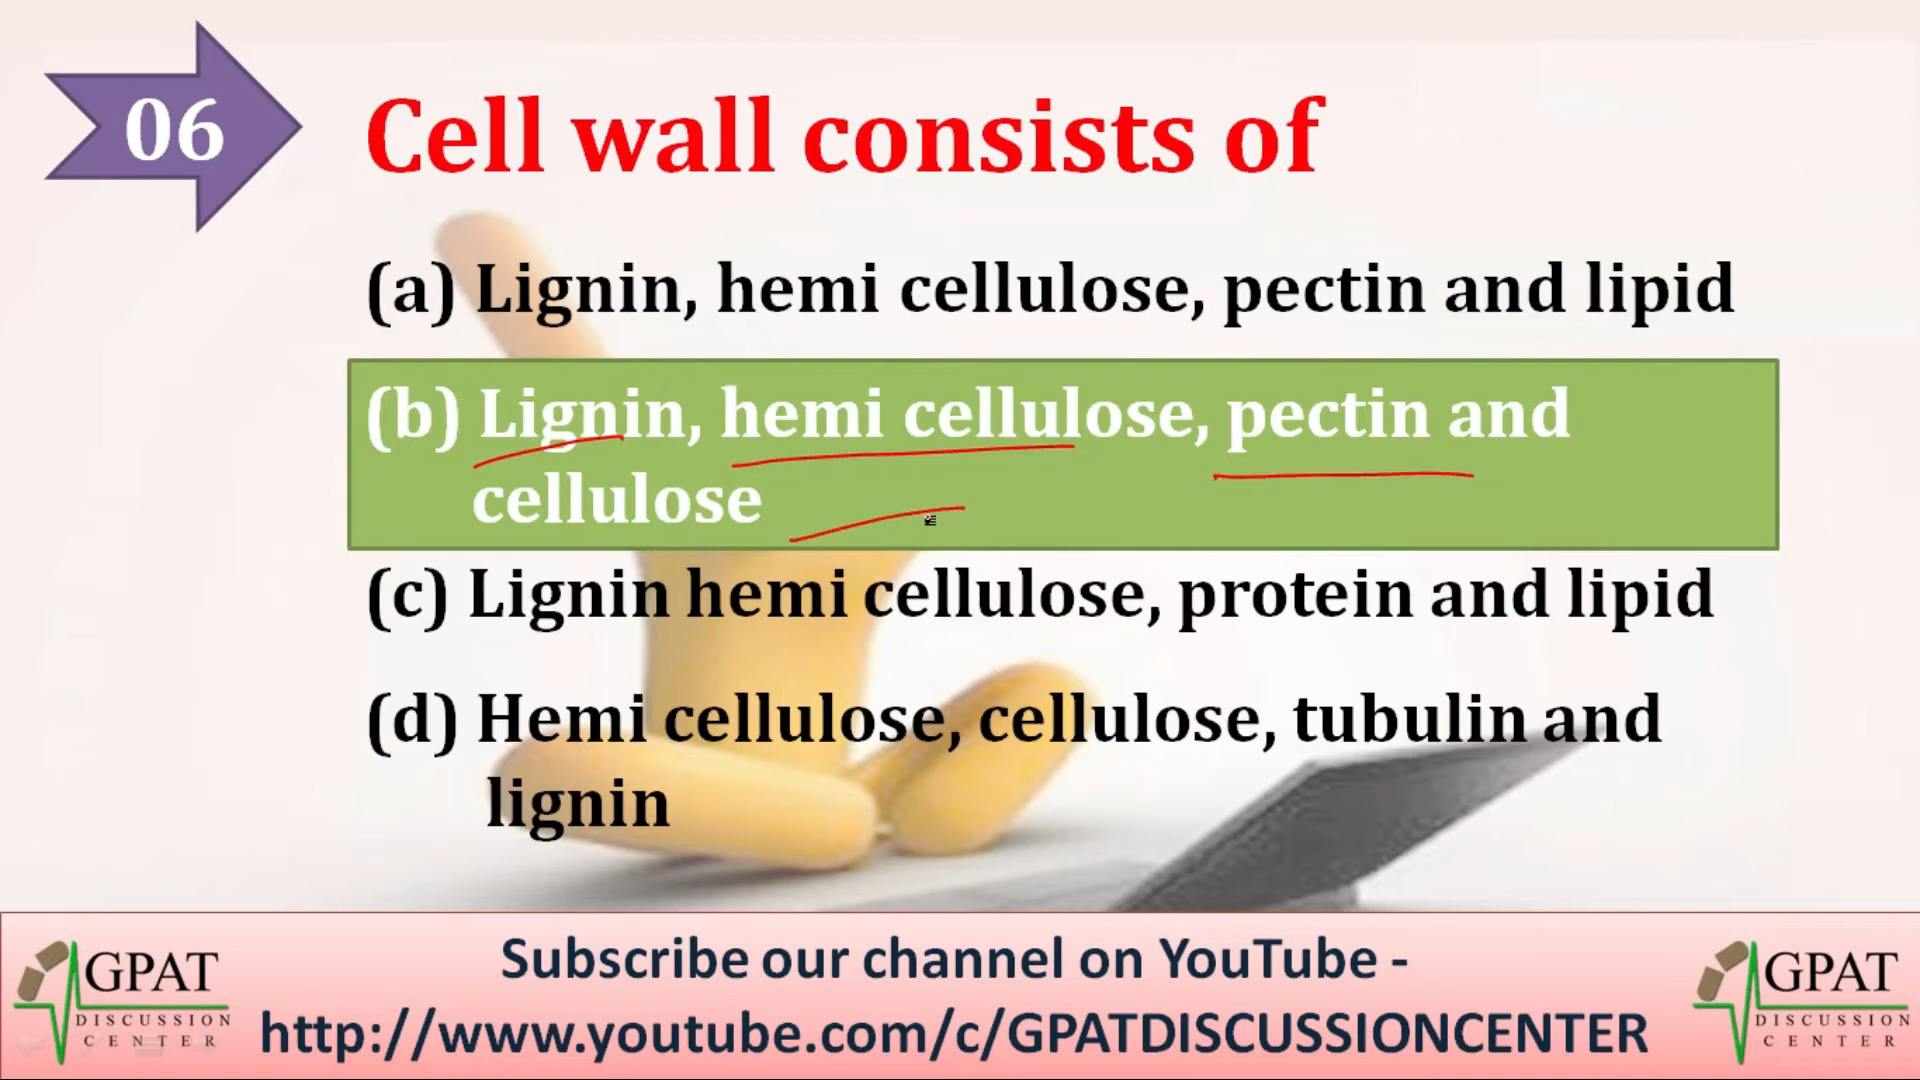 06
Cell wall consists of
(a) Lignin, hemi cellulose, pectin and lipid
(b) Lignin, hemi cellulose, pectin and
cellulose
(c) Lignin hemi cellulose, protein and lipid
(d) Hemi cellulose, cellulose, tubulin and
lignin
GPAT
DISCUSSION
CENTER
Subscribe our channel on YouTube -
http://www.youtube.com/c/GPATDISCUSSIONCENTER
GPAT
DISCUSSION
CENTER